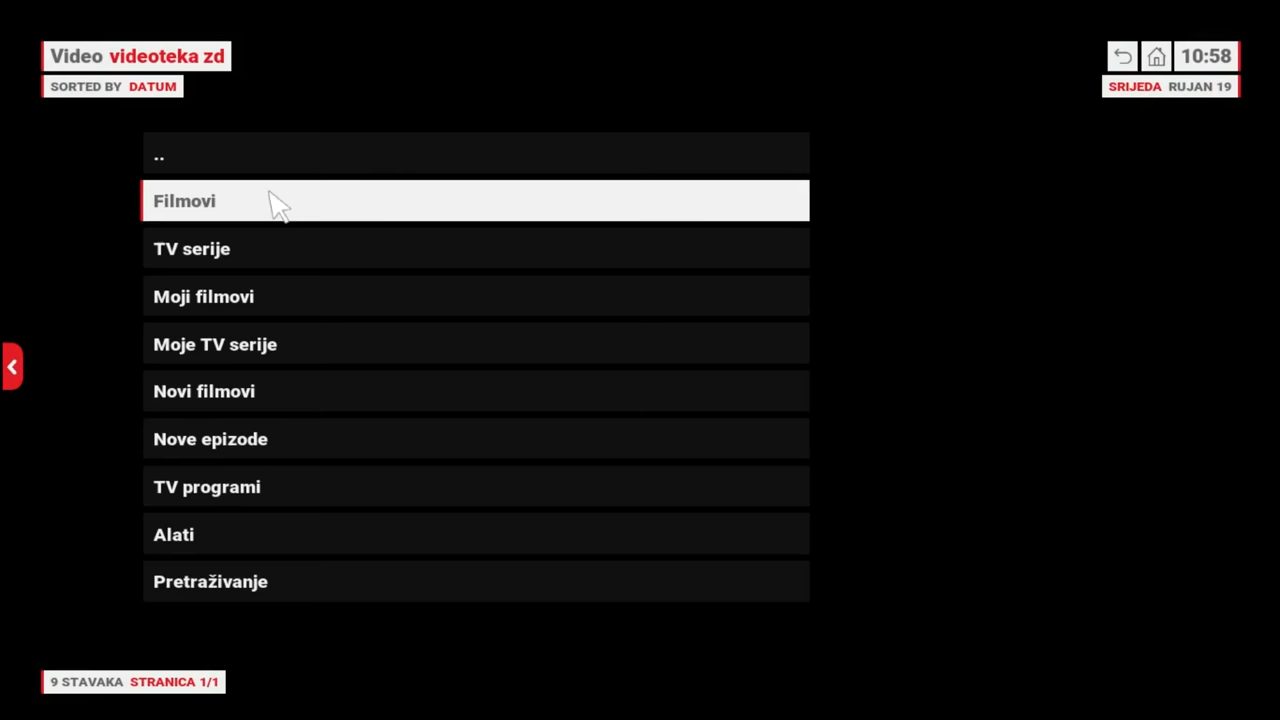 Video videoteka zd
SORTED BY DATUM
10:58
SRIJEDA RUJAN 19
..
Filmovi
TV serije
Moji filmovi
Moje TV serije
Novi filmovi
Nove epizode
TV programi
Alati
Pretraživanje
9 STAVAKA STRANICA 1/1